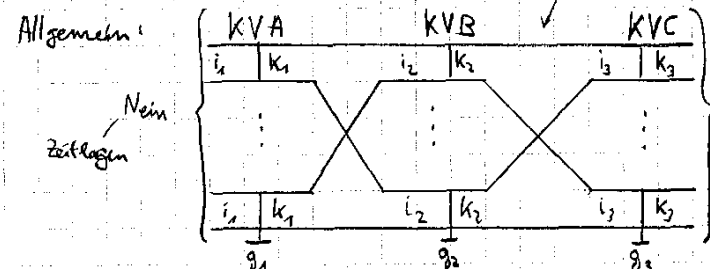 Allgemein: KVA KVB KVC
i₁ k₁ i₂ k₂ i₃ k₃
Nein
Zeitlagen
i₁ k₁ i₂ k₂ i₃ k₃
g₁ g₂ g₃